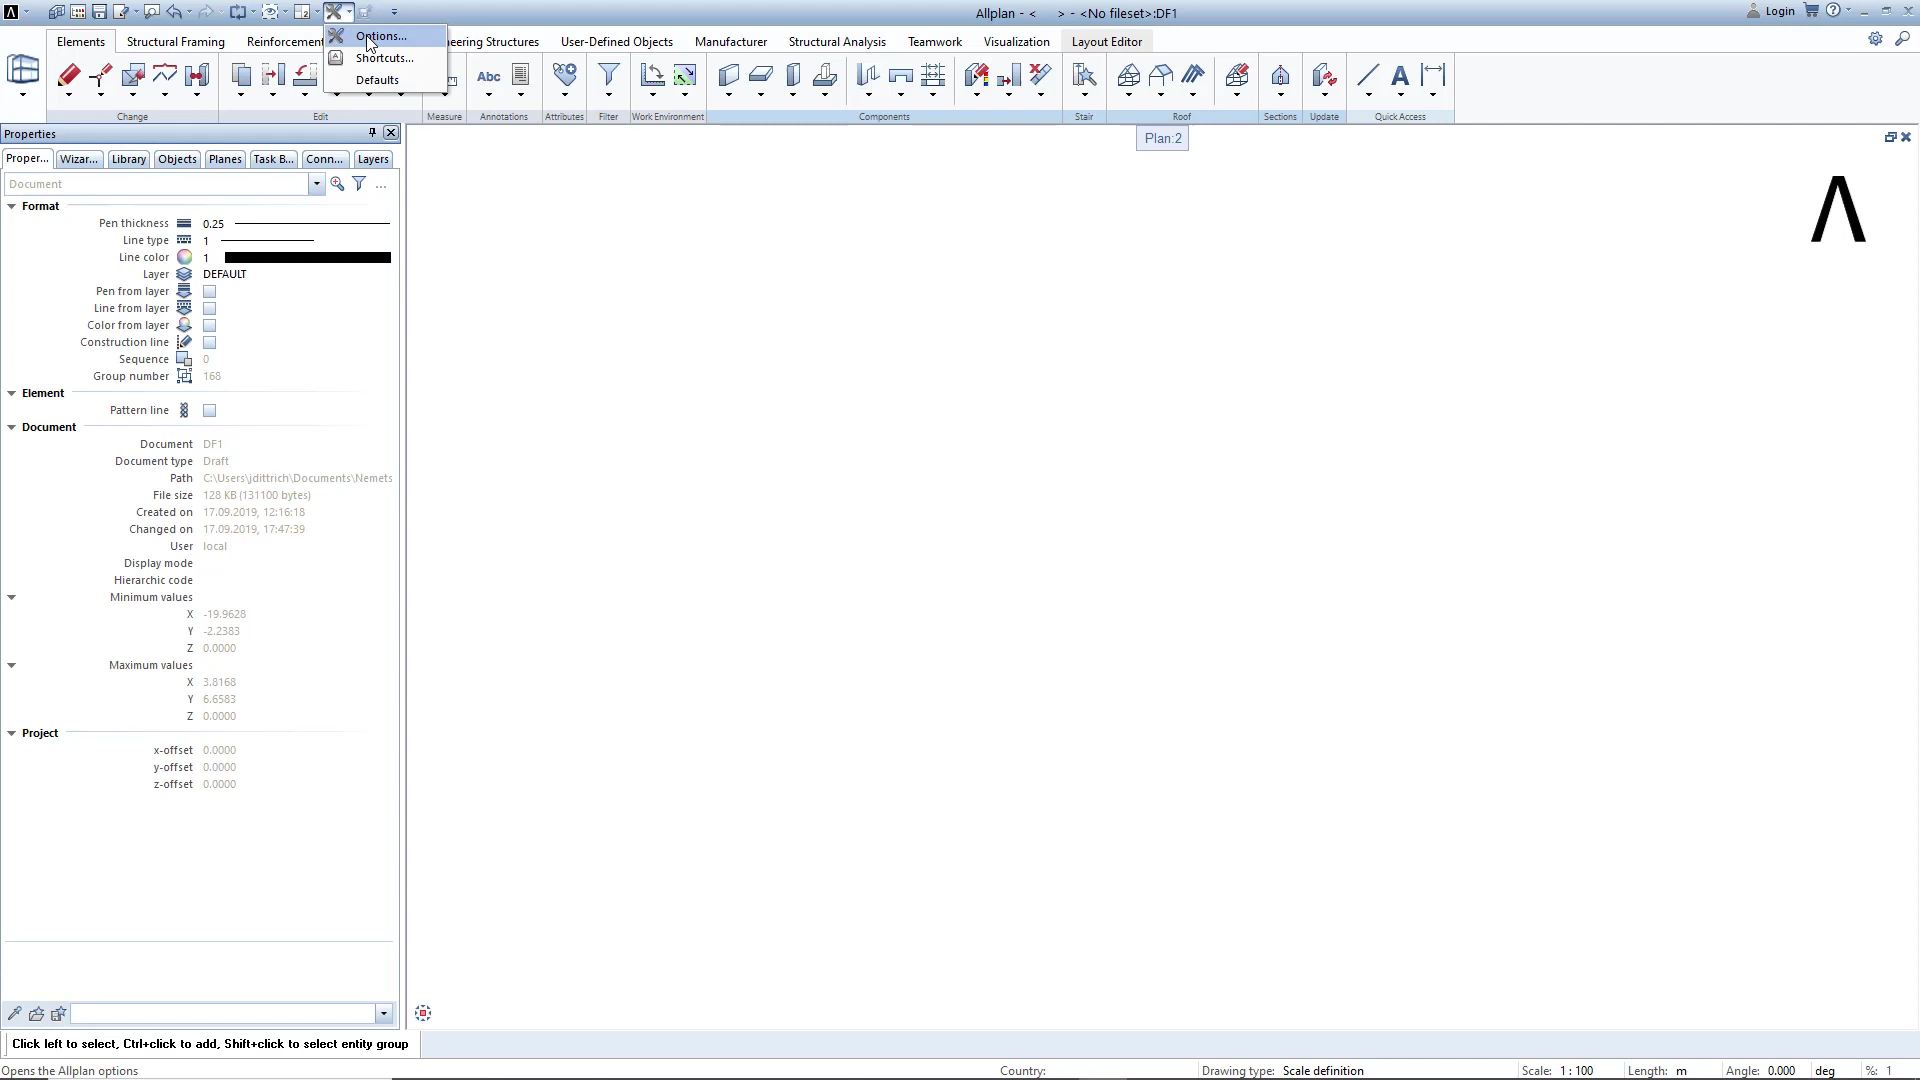 Allplan - <      > - <No fileset>:DF1
Login
Options...
Shortcuts...
Defaults
Elements
Structural Framing
Reinforcement
eering Structures
User-Defined Objects
Manufacturer
Structural Analysis
Teamwork
Visualization
Layout Editor
Abc
A
Change
Edit
Measure
Annotations
Attributes
Filter
Work Environment
Components
Stair
Roof
Sections
Update
Quick Access
Properties
Plan:2
Proper...
Wizar...
Library
Objects
Planes
Task B...
Conn...
Layers
Document
Format
Pen thickness 0.25
Line type 1
Line color 1
Layer DEFAULT
Pen from layer
Line from layer
Color from layer
Construction line
Sequence 0
Group number 168
Element
Pattern line
Document
Document DF1
Document type Draft
Path C:\Users\jdittrich\Documents\Nemets
File size 128 KB (131100 bytes)
Created on 17.09.2019, 12:16:18
Changed on 17.09.2019, 17:47:39
User local
Display mode
Hierarchic code
Minimum values
X -19.9628
Y -2.2383
Z 0.0000
Maximum values
X 3.8168
Y 6.6583
Z 0.0000
Project
x-offset 0.0000
y-offset 0.0000
z-offset 0.0000
Click left to select, Ctrl+click to add, Shift+click to select entity group
Opens the Allplan options
Country:
Drawing type: Scale definition
Scale: 1 : 100
Length: m
Angle: 0.000 deg
%: 1